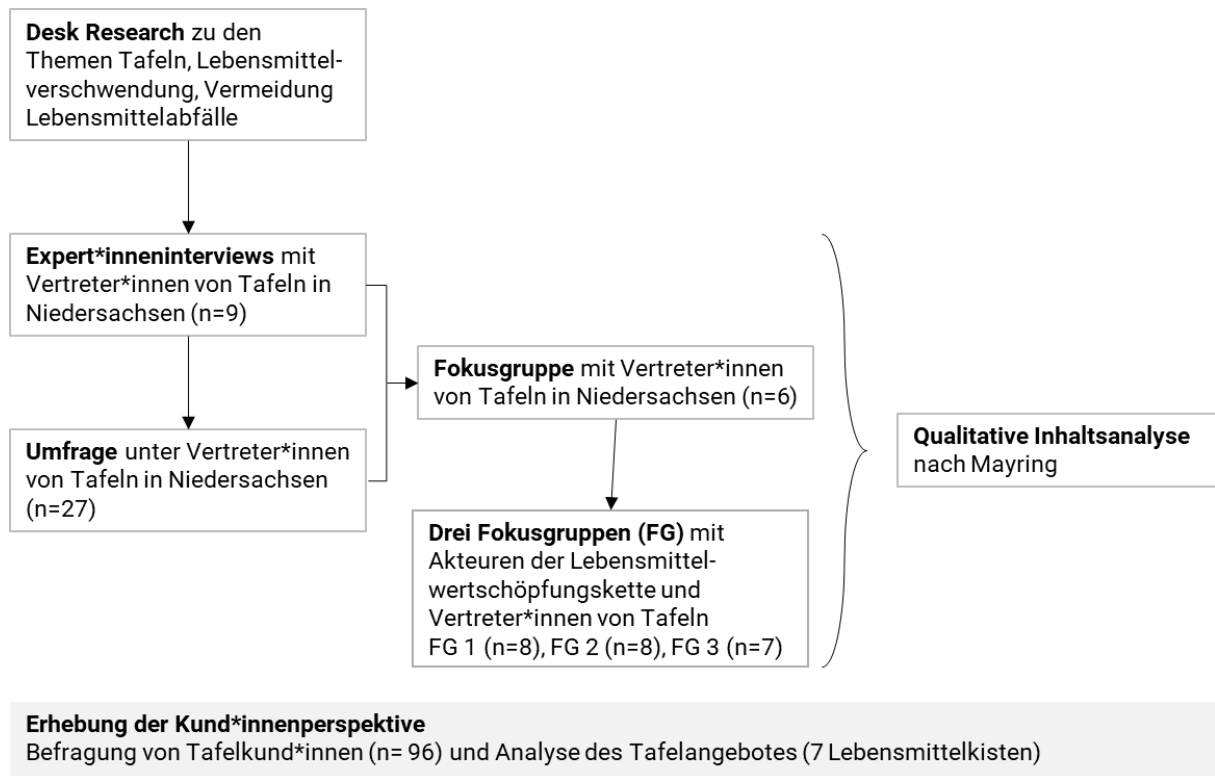 Desk Research zu den
Themen Tafeln, Lebensmittel-
verschwendung, Vermeidung
Lebensmittelabfälle
Expert*inneninterviews mit
Vertreter*innen von Tafeln in
Niedersachsen (n=9)
Umfrage unter Vertreter*innen
von Tafeln in Niedersachsen
(n=27)
Fokusgruppe mit Vertreter*innen
von Tafeln in Niedersachsen (n=6)
Drei Fokusgruppen (FG) mit
Akteuren der Lebensmittel-
wertschöpfungskette und
Vertreter*innen von Tafeln
FG 1 (n=8), FG 2 (n=8), FG 3 (n=7)
Qualitative Inhaltsanalyse
nach Mayring
Erhebung der Kund*innenperspektive
Befragung von Tafelkund*innen (n= 96) und Analyse des Tafelangebotes (7 Lebensmittelkisten)